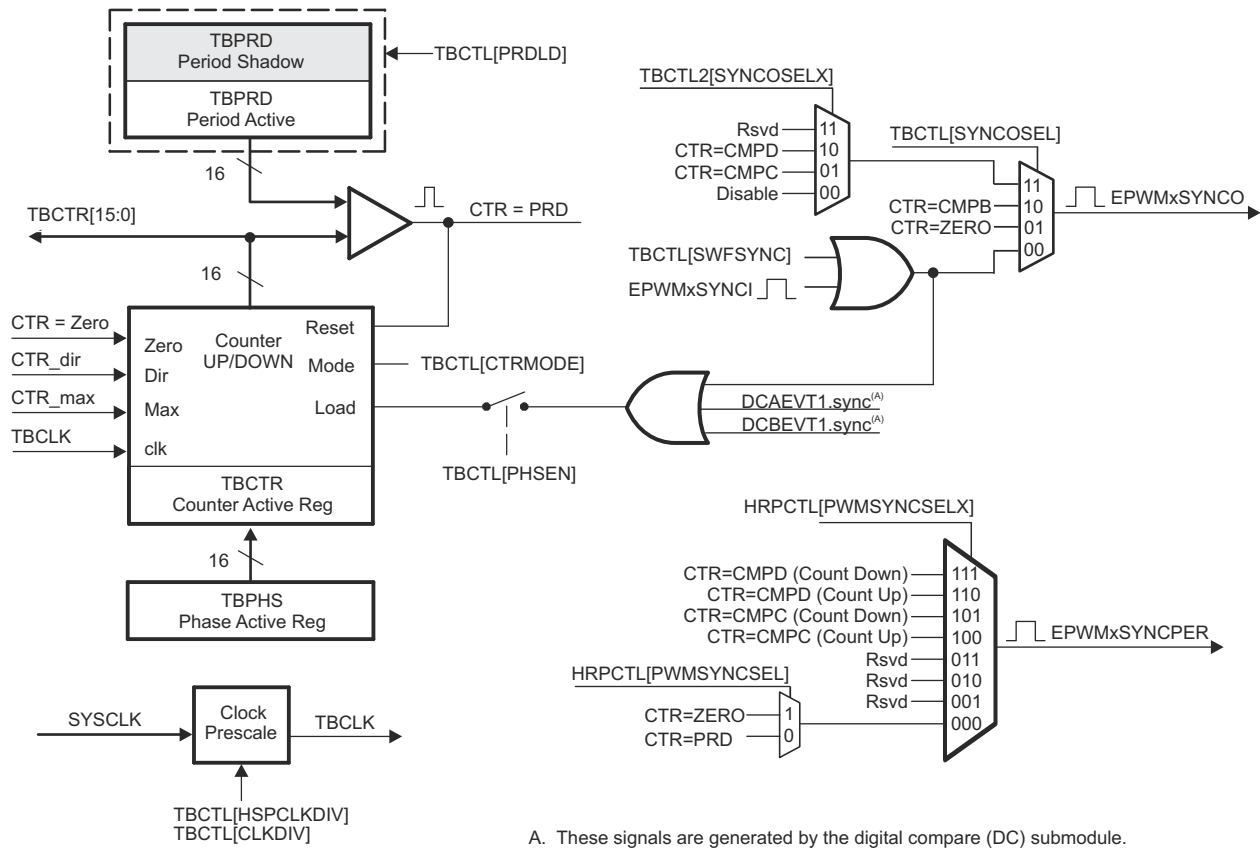 TBPRD
Period Shadow
TBPRD
Period Active
TBCTL[PRDLD]
16
TBCTR[15:0]
CTR = PRD
16
CTR = Zero
CTR_dir
CTR_max
TBCLK
Zero
Dir
Max
clk
Counter
UP/DOWN
Reset
Mode
Load
TBCTR
Counter Active Reg
16
TBPHS
Phase Active Reg
TBCTL[CTRMODE]
TBCTL[PHSEN]
SYSCLK
Clock
Prescale
TBCLK
TBCTL[HSPCLKDIV]
TBCTL[CLKDIV]
TBCTL2[SYNCOSELX]
Rsvd 11
CTR=CMPD 10
CTR=CMPC 01
Disable 00
TBCTL[SYNCOSEL]
11
CTR=CMPB 10
CTR=ZERO 01
00
EPWMxSYNCO
TBCTL[SWFSYNC]
EPWMxSYNCI
DCAEVT1.sync(A)
DCBEVT1.sync(A)
HRPCTL[PWMSYNCSELX]
CTR=CMPD (Count Down) 111
CTR=CMPD (Count Up) 110
CTR=CMPC (Count Down) 101
CTR=CMPC (Count Up) 100
Rsvd 011
Rsvd 010
Rsvd 001
000
EPWMxSYNCPER
HRPCTL[PWMSYNCSEL]
CTR=ZERO 1
CTR=PRD 0
A. These signals are generated by the digital compare (DC) submodule.